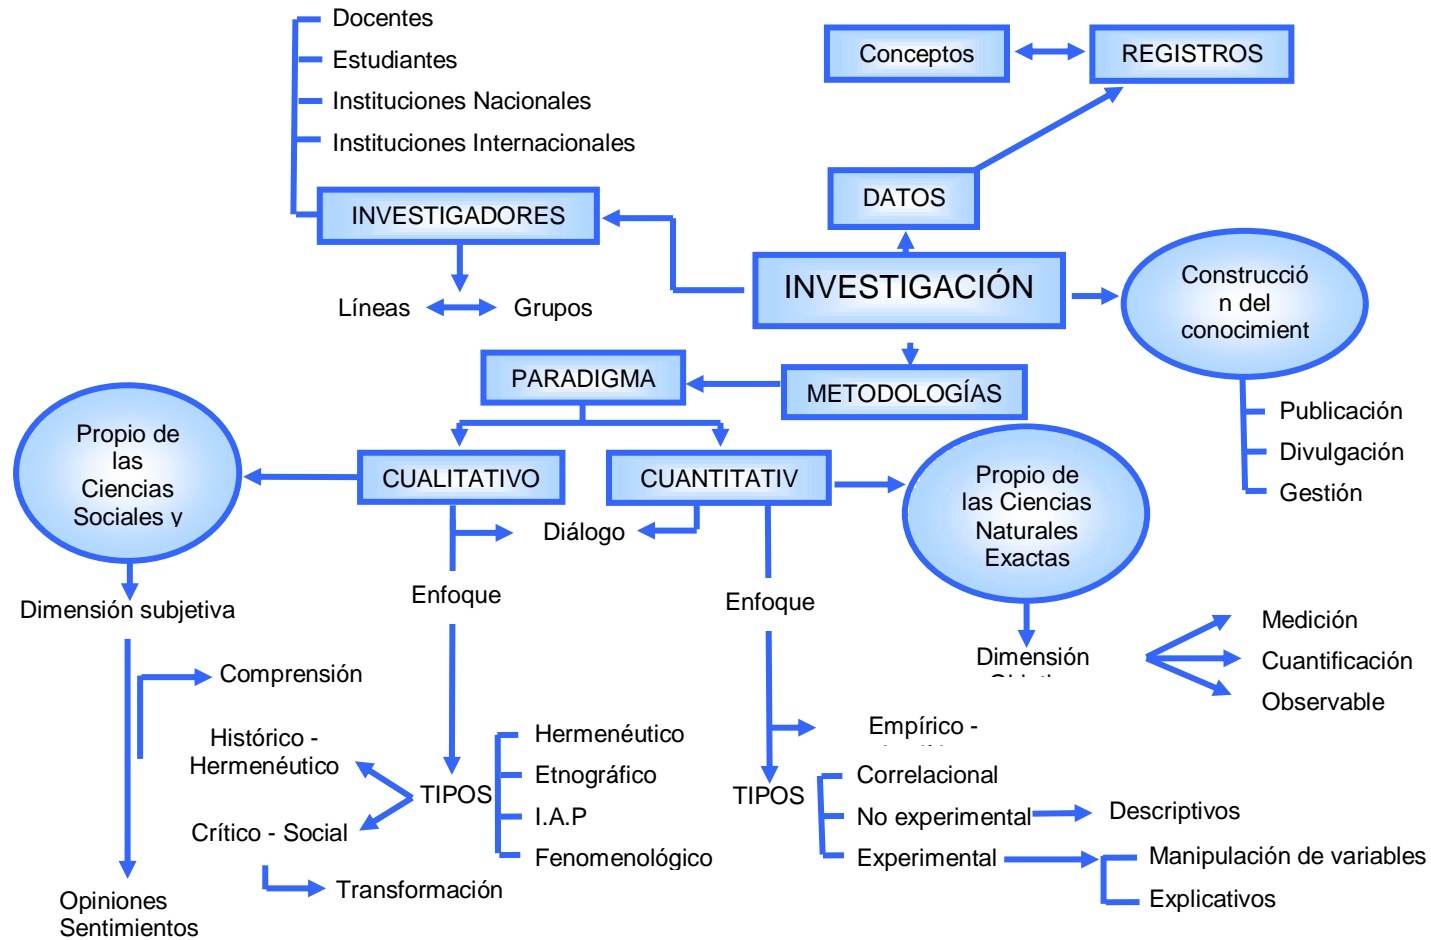 Docentes
Estudiantes
Instituciones Nacionales
Instituciones Internacionales
Conceptos
REGISTROS
DATOS
INVESTIGADORES
INVESTIGACIÓN
Construcció
n del
conocimient
Líneas
Grupos
PARADIGMA
METODOLOGÍAS
Publicación
Divulgación
Gestión
Propio de
las
Ciencias
Sociales y
CUALITATIVO
CUANTITATIV
Propio de
las Ciencias
Naturales
Exactas
Diálogo
Enfoque
Enfoque
Dimensión subjetiva
Dimensión
Medición
Cuantificación
Observable
Comprensión
Histórico -
Hermenéutico
TIPOS
Crítico - Social
Transformación
Hermenéutico
Etnográfico
I.A.P
Fenomenológico
Empírico -
TIPOS
Correlacional
No experimental
Experimental
Descriptivos
Manipulación de variables
Explicativos
Opiniones
Sentimientos